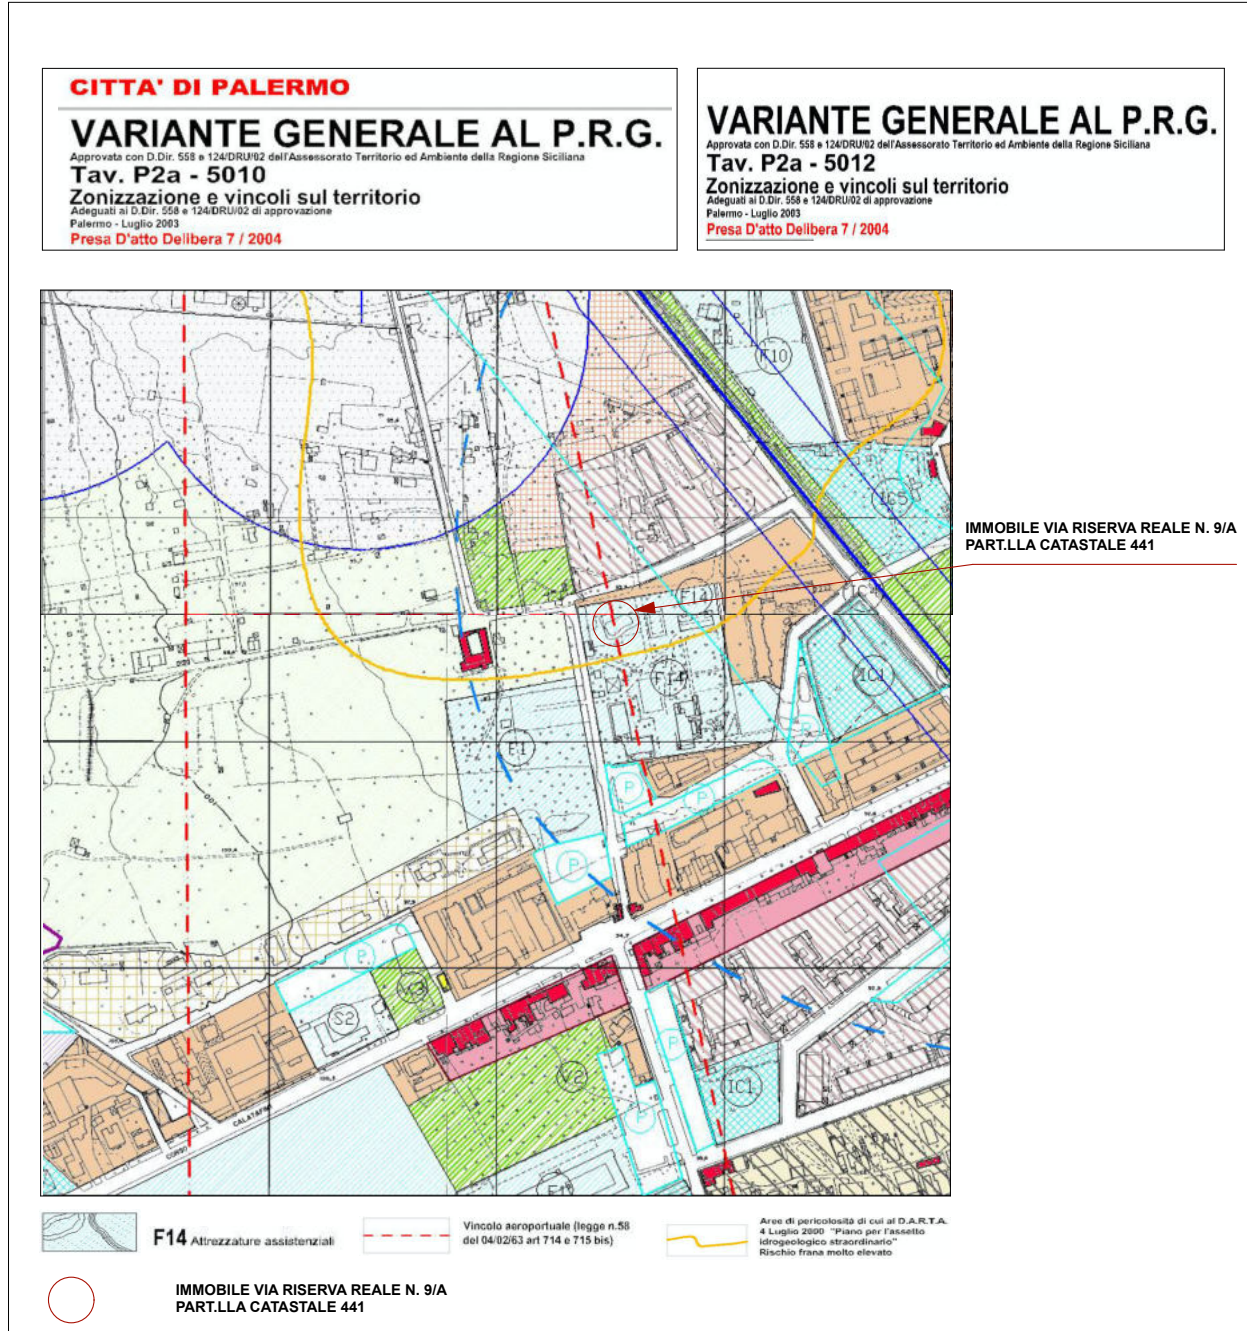 CITTA' DI PALERMO
VARIANTE GENERALE AL P.R.G.
Approvata con D.Dir. 558 e 124/DRU/02 dell'Assessorato Territorio ed Ambiente della Regione Siciliana
Tav. P2a - 5010
Zonizzazione e vincoli sul territorio
Adeguati ai D.Dir. 558 e 124/DRU/02 di approvazione
Palermo - Luglio 2003
Presa D'atto Delibera 7 / 2004
VARIANTE GENERALE AL P.R.G.
Approvata con D.Dir. 558 e 124/DRU/02 dell'Assessorato Territorio ed Ambiente della Regione Siciliana
Tav. P2a - 5012
Zonizzazione e vincoli sul territorio
Adeguati ai D.Dir. 558 e 124/DRU/02 di approvazione
Palermo - Luglio 2003
Presa D'atto Delibera 7 / 2004
F10
IC5
IMMOBILE VIA RISERVA REALE N. 9/A
PART.LLA CATASTALE 441
F14
IC1
P
P
P
P
V3
S2
P
V2
IC1
P
CORSO CALATAFIMI
F14 Attrezzature assistenziali
Vincolo aeroportuale (legge n.58
del 04/02/63 art 714 e 715 bis)
Aree di pericolosità di cui al D.A.R.T.A.
4 Luglio 2000 "Piano per l'assetto
idrogeologico straordinario"
Rischio frana molto elevato
IMMOBILE VIA RISERVA REALE N. 9/A
PART.LLA CATASTALE 441